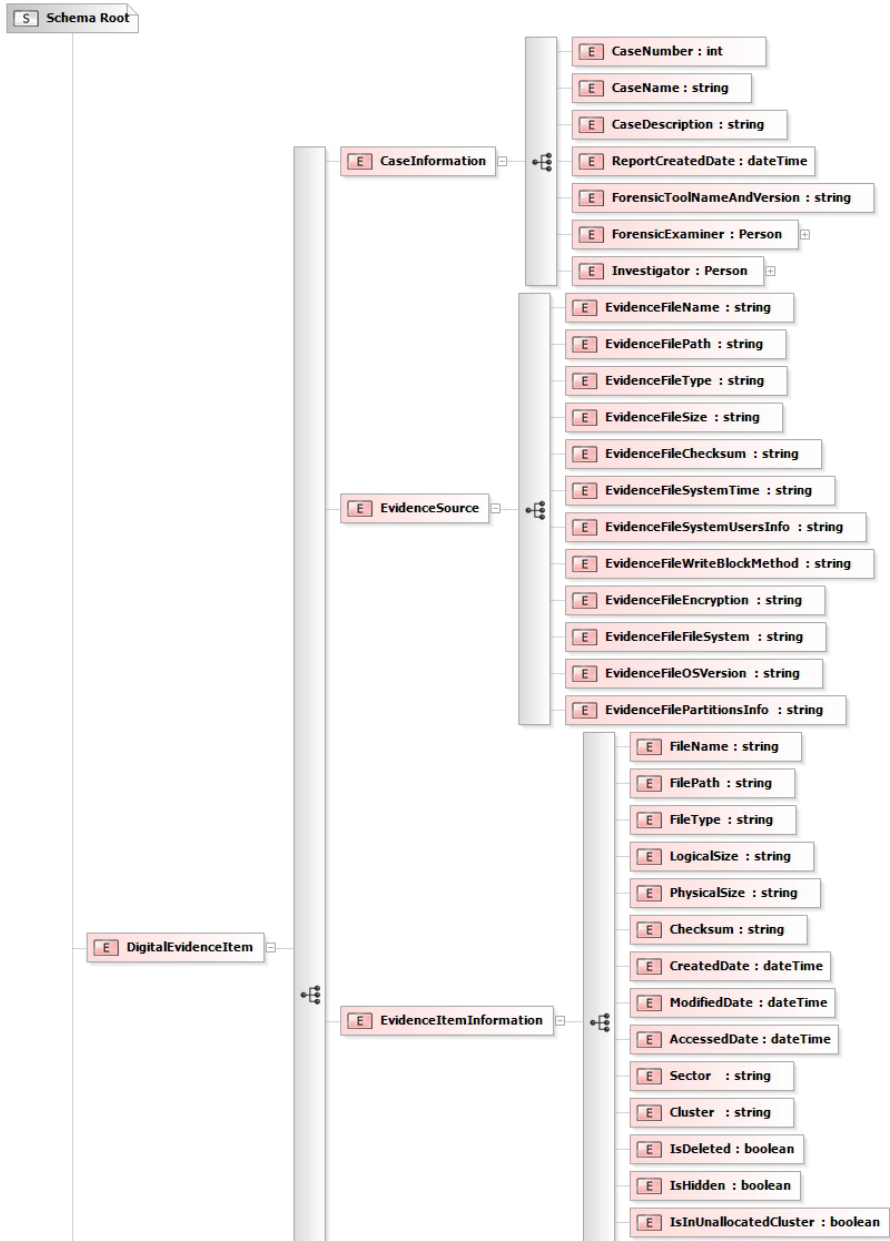 S Schema Root
E CaseNumber : int
E CaseName : string
E CaseDescription : string
E CaseInformation
E ReportCreatedDate : dateTime
E ForensicToolNameAndVersion : string
E ForensicExaminer : Person
E Investigator : Person
E EvidenceFileName : string
E EvidenceFilePath : string
E EvidenceFileType : string
E EvidenceFileSize : string
E EvidenceFileChecksum : string
E EvidenceFileSystemTime : string
E EvidenceSource
E EvidenceFileSystemUsersInfo : string
E EvidenceFileWriteBlockMethod : string
E EvidenceFileEncryption : string
E EvidenceFileFileSystem : string
E EvidenceFileOSVersion : string
E EvidenceFilePartitionsInfo : string
E FileName : string
E FilePath : string
E FileType : string
E LogicalSize : string
E PhysicalSize : string
E Checksum : string
E DigitalEvidenceItem
E CreatedDate : dateTime
E ModifiedDate : dateTime
E EvidenceItemInformation
E AccessedDate : dateTime
E Sector : string
E Cluster : string
E IsDeleted : boolean
E IsHidden : boolean
E IsInUnallocatedCluster : boolean